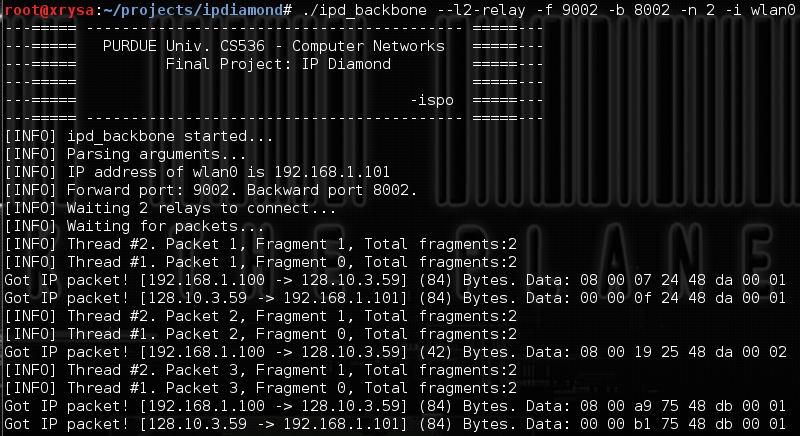 root@xrysa:~/projects/ipdiamond# ./ipd_backbone --l2-relay -f 9002 -b 8002 -n 2 -i wlan0
---===== ----------------------------------------- =====---
---===== PURDUE Univ. CS536 - Computer Networks =====---
---===== Final Project: IP Diamond =====---
---===== =====---
---===== -ispo =====---
---===== ----------------------------------------- =====---
[INFO] ipd_backbone started...
[INFO] Parsing arguments...
[INFO] IP address of wlan0 is 192.168.1.101
[INFO] Forward port: 9002. Backward port 8002.
[INFO] Waiting 2 relays to connect...
[INFO] Waiting for packets...
[INFO] Thread #2. Packet 1, Fragment 1, Total fragments:2
[INFO] Thread #1. Packet 1, Fragment 0, Total fragments:2
Got IP packet! [192.168.1.100 -> 128.10.3.59] (84) Bytes. Data: 08 00 07 24 48 da 00 01
Got IP packet! [128.10.3.59 -> 192.168.1.101] (84) Bytes. Data: 00 00 0f 24 48 da 00 01
[INFO] Thread #2. Packet 2, Fragment 1, Total fragments:2
[INFO] Thread #1. Packet 2, Fragment 0, Total fragments:2
Got IP packet! [192.168.1.100 -> 128.10.3.59] (42) Bytes. Data: 08 00 19 25 48 da 00 02
[INFO] Thread #2. Packet 3, Fragment 1, Total fragments:2
[INFO] Thread #1. Packet 3, Fragment 0, Total fragments:2
Got IP packet! [192.168.1.100 -> 128.10.3.59] (84) Bytes. Data: 08 00 a9 75 48 db 00 01
Got IP packet! [128.10.3.59 -> 192.168.1.101] (84) Bytes. Data: 00 00 b1 75 48 db 00 01